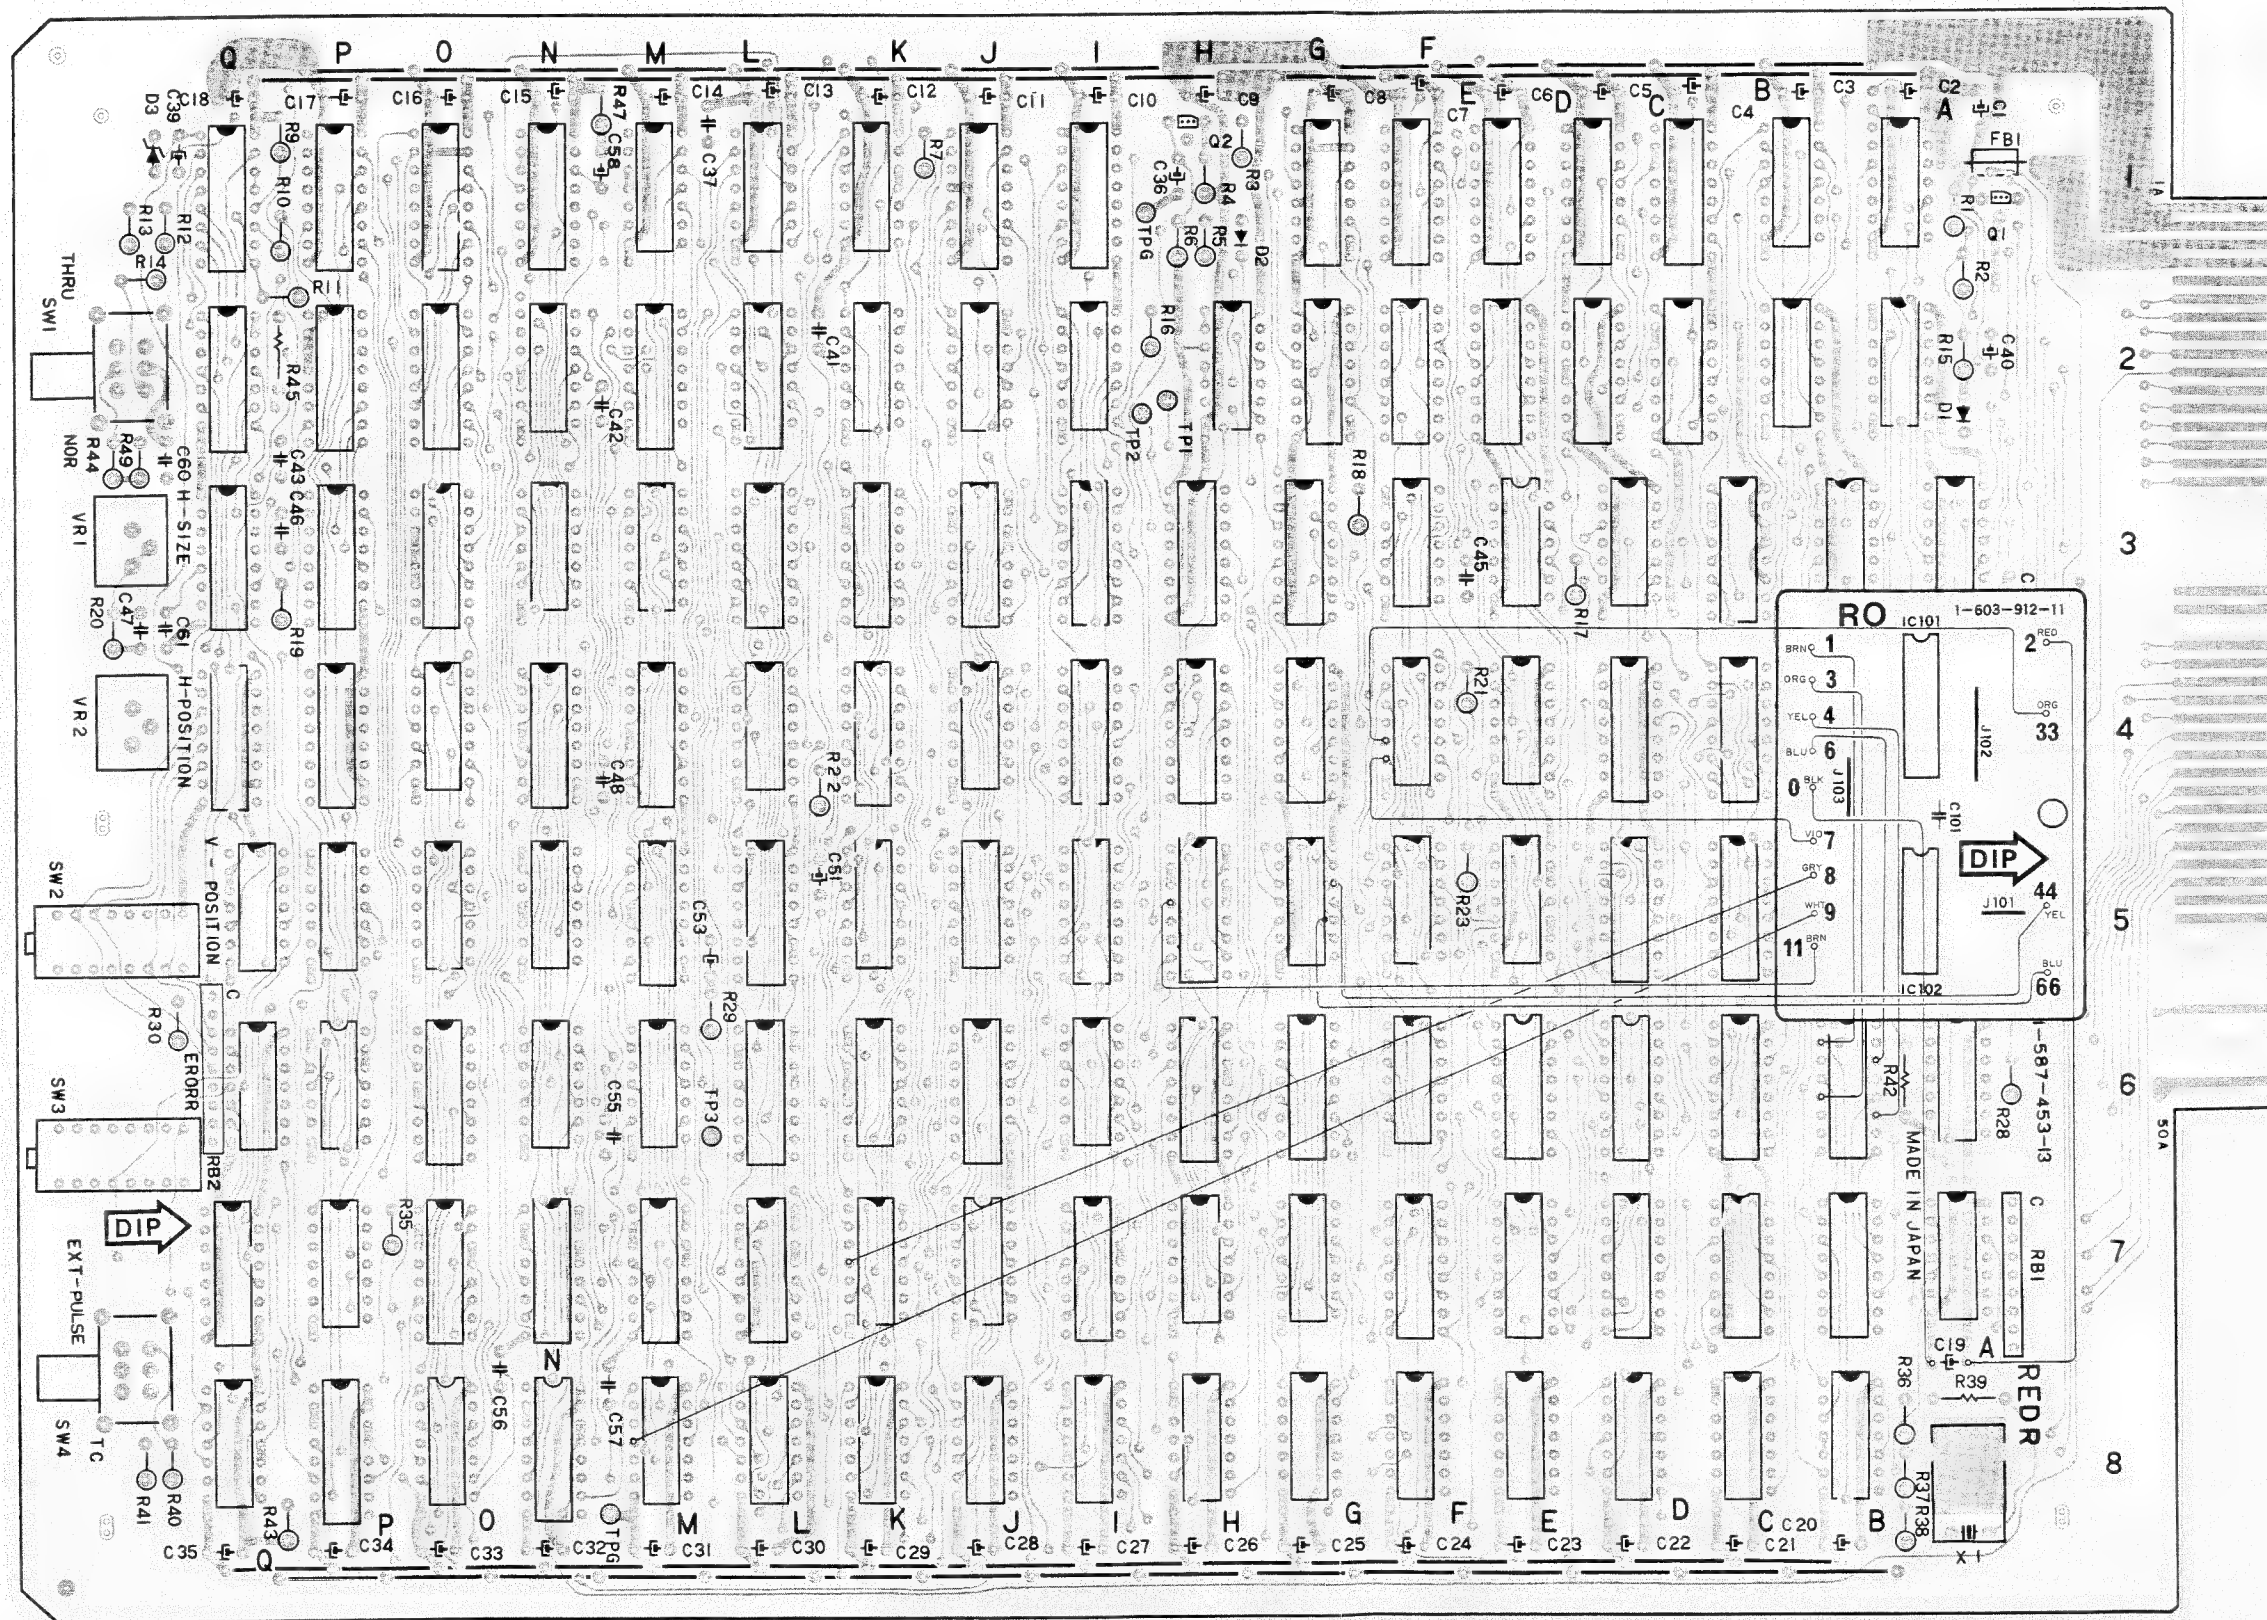 Q P O N M L K J I H G F E D C B A
D3 C39 C18 C17 C16 C15 R47 C14 C13 C12 C11 C10 C9 C8 C7 C6 C5 C4 C3 C2 C1
R9 C58 C37 R7 Q2 R3 FB1
R10 C36 R4 1 1A
R13 R12 TPG R6 R5 D2 R1 Q1
R14 R2
THRU R11
SW1 R16 C41 R15 C40 2
R45 C42 TP2 TP1 D1
NOR R44 R49 C60 C43 R18
H-SIZE C46
VR1 C45 3
R20 C47 C61 R19 R17 C
RO 1-603-912-11
IC101
BRN 1 2 RED
ORG 3
H-POSITION R21
VR2 YEL 4 ORG 33 4
BLU 6 J102
C48 R22 0 BLK J103
C101
VIO 7
DIP
SW2 V-POSITION C51 R23 GRY 8
C53 WHT 9 J101 44 YEL 5
11 BRN
BLU 66
IC102
C
R30 R29
ERORR
SW3 C55 TP3 R42 R28 1-587-453-13 6
50A
RB2 MADE IN JAPAN
DIP R35 C
EXT-PULSE RB1 7
N C19 A
R36 R39 REDR
SW4 TC C56 C57
R41 R40 8
R37 R38
R43 TPG X1
Q P O M L K J I H G F E D C B
C35 C34 C33 C32 C31 C30 C29 C28 C27 C26 C25 C24 C23 C22 C21 C20